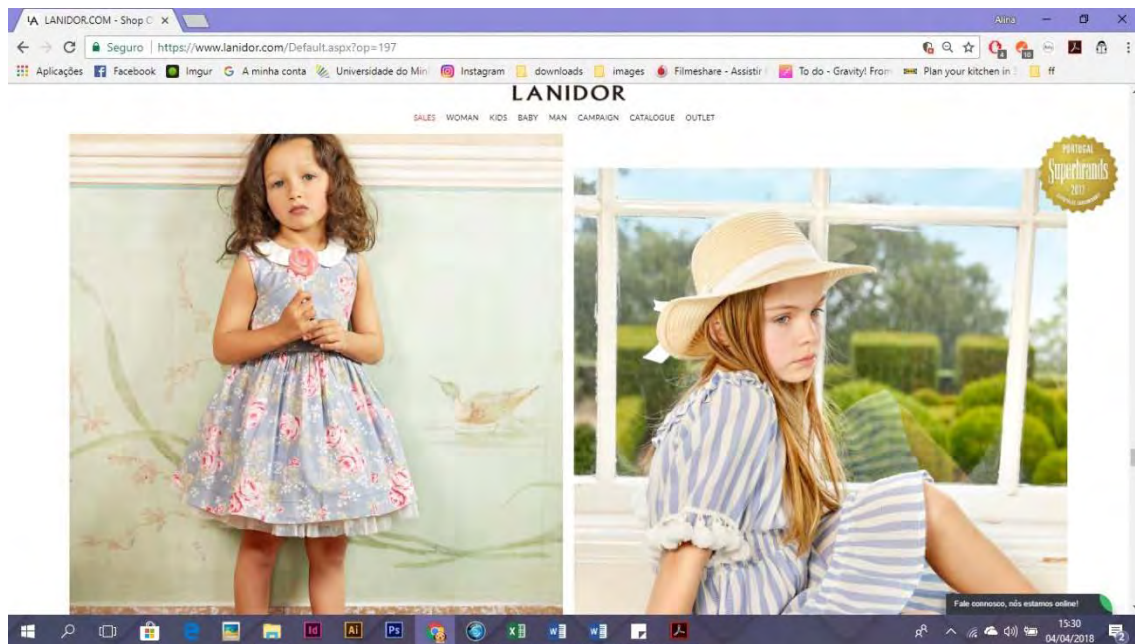 LANIDOR.COM - Shop O
Alina
Seguro | https://www.lanidor.com/Default.aspx?op=197
Aplicações Facebook Imgur A minha conta Universidade do Min Instagram downloads images Filmeshare - Assistir To do - Gravity! From Plan your kitchen in ff
LANIDOR
SALES WOMAN KIDS BABY MAN CAMPAIGN CATALOGUE OUTLET
PORTUGAL
Superbrands
2017
Fale connosco, nós estamos online!
15:30
04/04/2018